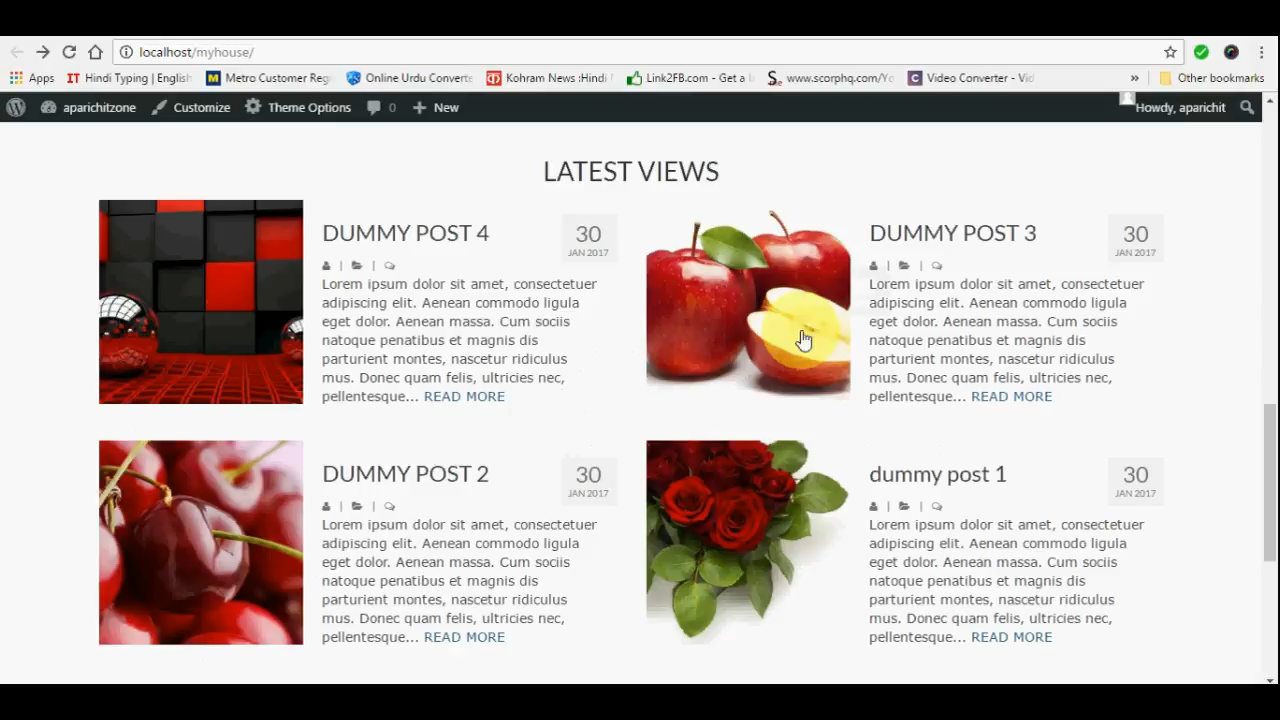 localhost/myhouse/
Apps
Hindi Typing | English
Metro Customer Reg
Online Urdu Converte
Kohram News :Hindi
Link2FB.com - Get a l
www.scorphq.com/Yo
Video Converter - Vid
»
Other bookmarks
aparichitzone
Customize
Theme Options
0
New
Howdy, aparichit
LATEST VIEWS
DUMMY POST 4
30
JAN 2017
| |
Lorem ipsum dolor sit amet, consectetuer
adipiscing elit. Aenean commodo ligula
eget dolor. Aenean massa. Cum sociis
natoque penatibus et magnis dis
parturient montes, nascetur ridiculus
mus. Donec quam felis, ultricies nec,
pellentesque... READ MORE
DUMMY POST 3
30
JAN 2017
| |
Lorem ipsum dolor sit amet, consectetuer
adipiscing elit. Aenean commodo ligula
eget dolor. Aenean massa. Cum sociis
natoque penatibus et magnis dis
parturient montes, nascetur ridiculus
mus. Donec quam felis, ultricies nec,
pellentesque... READ MORE
DUMMY POST 2
30
JAN 2017
| |
Lorem ipsum dolor sit amet, consectetuer
adipiscing elit. Aenean commodo ligula
eget dolor. Aenean massa. Cum sociis
natoque penatibus et magnis dis
parturient montes, nascetur ridiculus
mus. Donec quam felis, ultricies nec,
pellentesque... READ MORE
dummy post 1
30
JAN 2017
| |
Lorem ipsum dolor sit amet, consectetuer
adipiscing elit. Aenean commodo ligula
eget dolor. Aenean massa. Cum sociis
natoque penatibus et magnis dis
parturient montes, nascetur ridiculus
mus. Donec quam felis, ultricies nec,
pellentesque... READ MORE